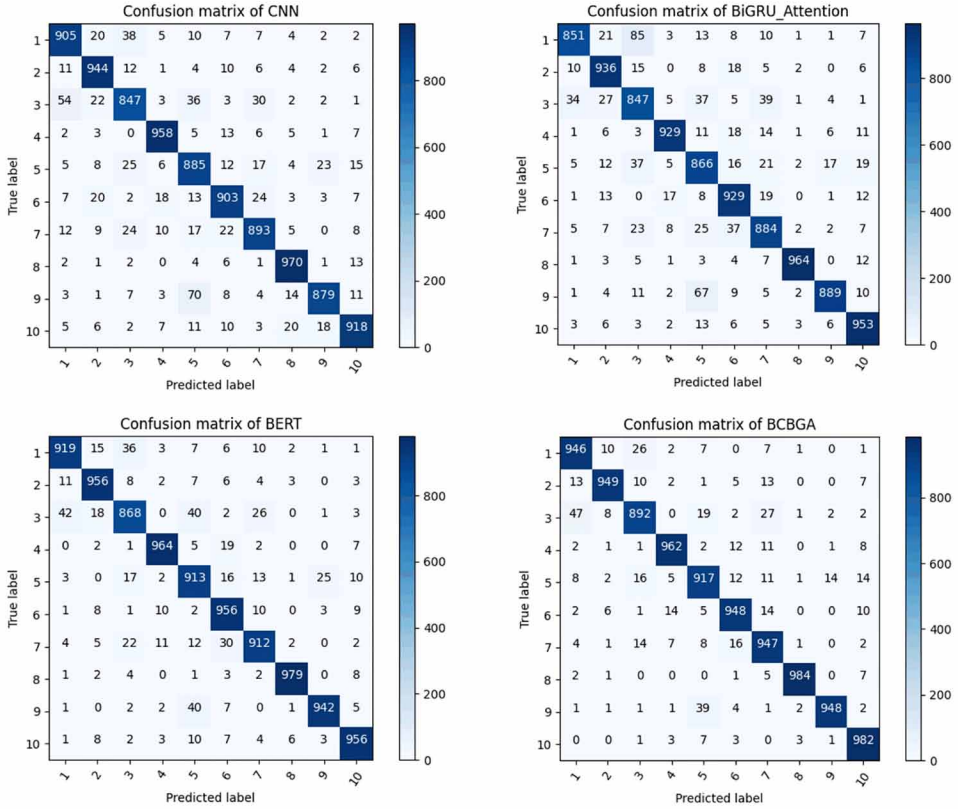 Confusion matrix of CNN
1 905 20 38 5 10 7 7 4 2 2
2 11 944 12 1 4 10 6 4 2 6
3 54 22 847 3 36 3 30 2 2 1
4 2 3 0 958 5 13 6 5 1 7
5 5 8 25 6 885 12 17 4 23 15
6 7 20 2 18 13 903 24 3 3 7
7 12 9 24 10 17 22 893 5 0 8
8 2 1 2 0 4 6 1 970 1 13
9 3 1 7 3 70 8 4 14 879 11
10 5 6 2 7 11 10 3 20 18 918
1 2 3 4 5 6 7 8 9 10
Predicted label
True label
800
600
400
200
0
Confusion matrix of BiGRU_Attention
1 851 21 85 3 13 8 10 1 1 7
2 10 936 15 0 8 18 5 2 0 6
3 34 27 847 5 37 5 39 1 4 1
4 1 6 3 929 11 18 14 1 6 11
5 5 12 37 5 866 16 21 2 17 19
6 1 13 0 17 8 929 19 0 1 12
7 5 7 23 8 25 37 884 2 2 7
8 1 3 5 1 3 4 7 964 0 12
9 1 4 11 2 67 9 5 2 889 10
10 3 6 3 2 13 6 5 3 6 953
1 2 3 4 5 6 7 8 9 10
Predicted label
True label
800
600
400
200
0
Confusion matrix of BERT
1 919 15 36 3 7 6 10 2 1 1
2 11 956 8 2 7 6 4 3 0 3
3 42 18 868 0 40 2 26 0 1 3
4 0 2 1 964 5 19 2 0 0 7
5 3 0 17 2 913 16 13 1 25 10
6 1 8 1 10 2 956 10 0 3 9
7 4 5 22 11 12 30 912 2 0 2
8 1 2 4 0 1 3 2 979 0 8
9 1 0 2 2 40 7 0 1 942 5
10 1 8 2 3 10 7 4 6 3 956
1 2 3 4 5 6 7 8 9 10
Predicted label
True label
800
600
400
200
0
Confusion matrix of BCBGA
1 946 10 26 2 7 0 7 1 0 1
2 13 949 10 2 1 5 13 0 0 7
3 47 8 892 0 19 2 27 1 2 2
4 2 1 1 962 2 12 11 0 1 8
5 8 2 16 5 917 12 11 1 14 14
6 2 6 1 14 5 948 14 0 0 10
7 4 1 14 7 8 16 947 1 0 2
8 2 1 0 0 0 1 5 984 0 7
9 1 1 1 1 39 4 1 2 948 2
10 0 0 1 3 7 3 0 3 1 982
1 2 3 4 5 6 7 8 9 10
Predicted label
True label
800
600
400
200
0